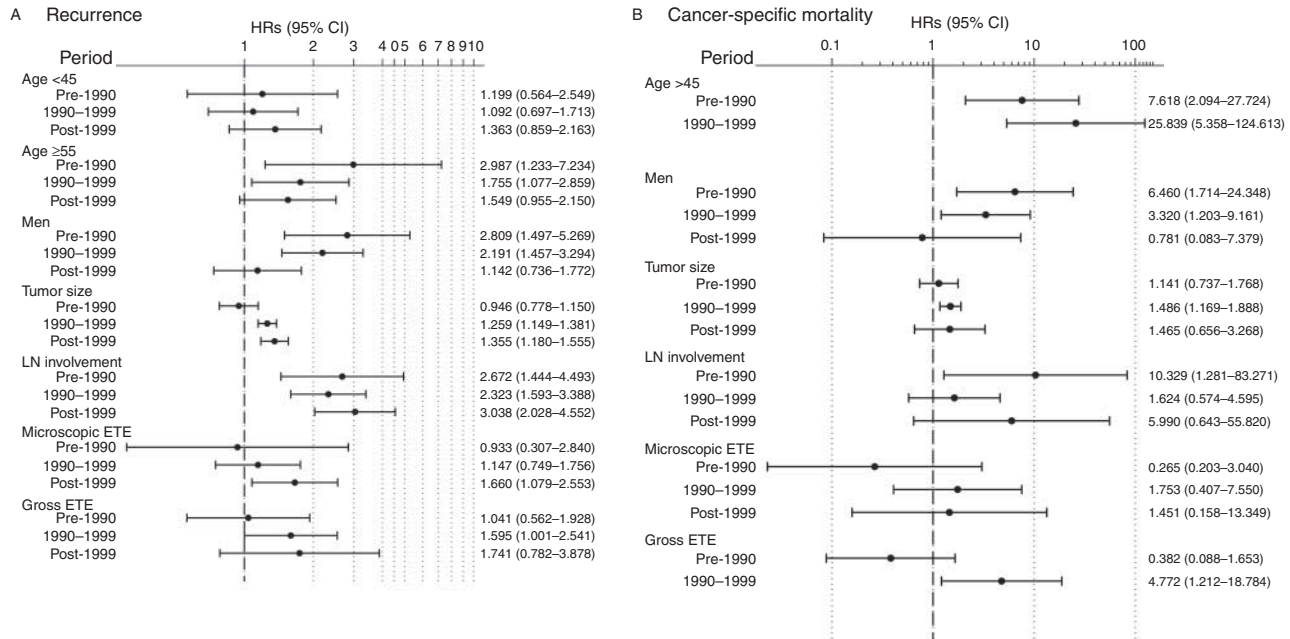 A Recurrence
HRs (95% CI)
1 2 3 4 05 6 7 8 9 10
Period
Age <45
Pre-1990 1.199 (0.564–2.549)
1990–1999 1.092 (0.697–1.713)
Post-1999 1.363 (0.859–2.163)
Age ≥55
Pre-1990 2.987 (1.233–7.234)
1990–1999 1.755 (1.077–2.859)
Post-1999 1.549 (0.955–2.150)
Men
Pre-1990 2.809 (1.497–5.269)
1990–1999 2.191 (1.457–3.294)
Post-1999 1.142 (0.736–1.772)
Tumor size
Pre-1990 0.946 (0.778–1.150)
1990–1999 1.259 (1.149–1.381)
Post-1999 1.355 (1.180–1.555)
LN involvement
Pre-1990 2.672 (1.444–4.493)
1990–1999 2.323 (1.593–3.388)
Post-1999 3.038 (2.028–4.552)
Microscopic ETE
Pre-1990 0.933 (0.307–2.840)
1990–1999 1.147 (0.749–1.756)
Post-1999 1.660 (1.079–2.553)
Gross ETE
Pre-1990 1.041 (0.562–1.928)
1990–1999 1.595 (1.001–2.541)
Post-1999 1.741 (0.782–3.878)
B Cancer-specific mortality
HRs (95% CI)
Period 0.1 1 10 100
Age >45
Pre-1990 7.618 (2.094–27.724)
1990–1999 25.839 (5.358–124.613)
Men
Pre-1990 6.460 (1.714–24.348)
1990–1999 3.320 (1.203–9.161)
Post-1999 0.781 (0.083–7.379)
Tumor size
Pre-1990 1.141 (0.737–1.768)
1990–1999 1.486 (1.169–1.888)
Post-1999 1.465 (0.656–3.268)
LN involvement
Pre-1990 10.329 (1.281–83.271)
1990–1999 1.624 (0.574–4.595)
Post-1999 5.990 (0.643–55.820)
Microscopic ETE
Pre-1990 0.265 (0.203–3.040)
1990–1999 1.753 (0.407–7.550)
Post-1999 1.451 (0.158–13.349)
Gross ETE
Pre-1990 0.382 (0.088–1.653)
1990–1999 4.772 (1.212–18.784)